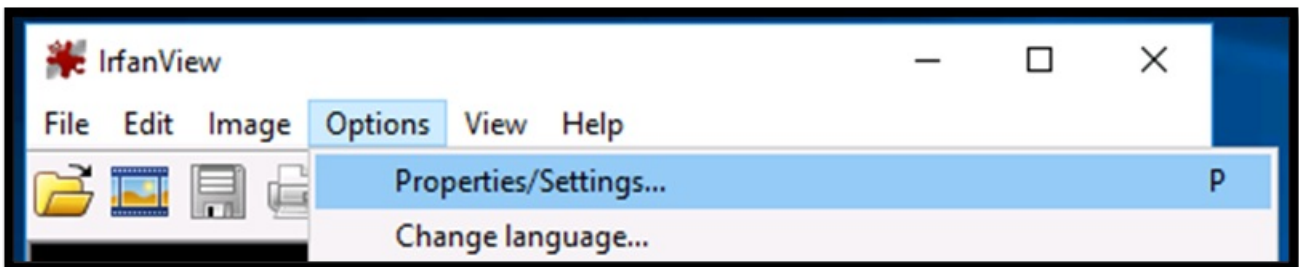 IrfanView
File Edit Image Options View Help
Properties/Settings... P
Change language...